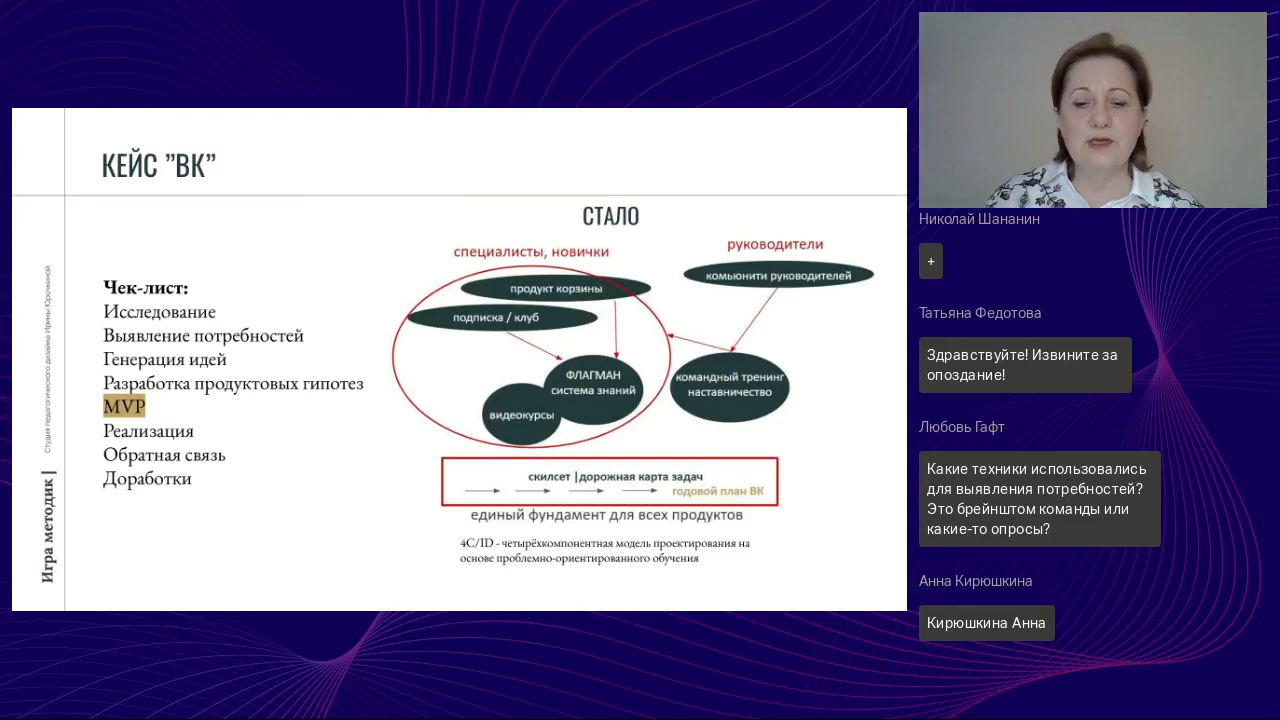 КЕЙС ”ВК”
СТАЛО
Чек-лист:
Исследование
Выявление потребностей
Генерация идей
Разработка продуктовых гипотез
MVP
Реализация
Обратная связь
Доработки
специалисты, новички
руководители
продукт корзины
подписка / клуб
комьюнити руководителей
ФЛАГМАН
система знаний
видеокурсы
командный тренинг
наставничество
скилсет |дорожная карта задач
годовой план ВК
единый фундамент для всех продуктов
4C/ID - четырёхкомпонентная модель проектирования на
основе проблемно-ориентированного обучения
Игра методик |
Студия педагогического дизайна Ирины Юрочкиной
Николай Шананин
+
Татьяна Федотова
Здравствуйте! Извините за
опоздание!
Любовь Гафт
Какие техники использовались
для выявления потребностей?
Это брейнштом команды или
какие-то опросы?
Анна Кирюшкина
Кирюшкина Анна